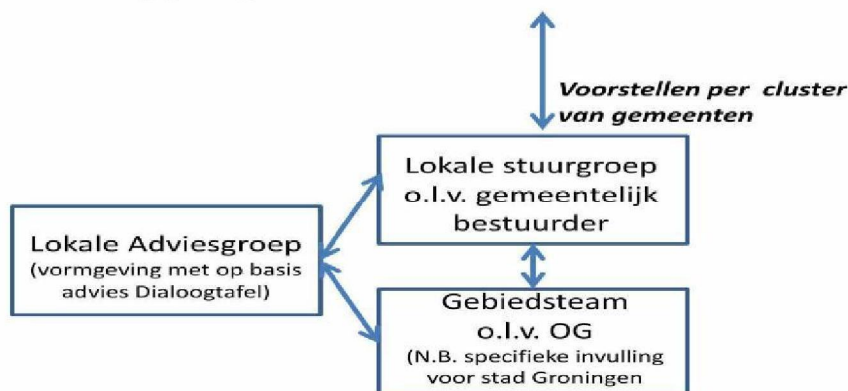 Voorstellen per cluster
van gemeenten
Lokale stuurgroep
o.l.v. gemeentelijk
bestuurder
Lokale Adviesgroep
(vormgeving met op basis
advies Dialoogtafel)
Gebiedsteam
o.l.v. OG
(N.B. specifieke invulling
voor stad Groningen